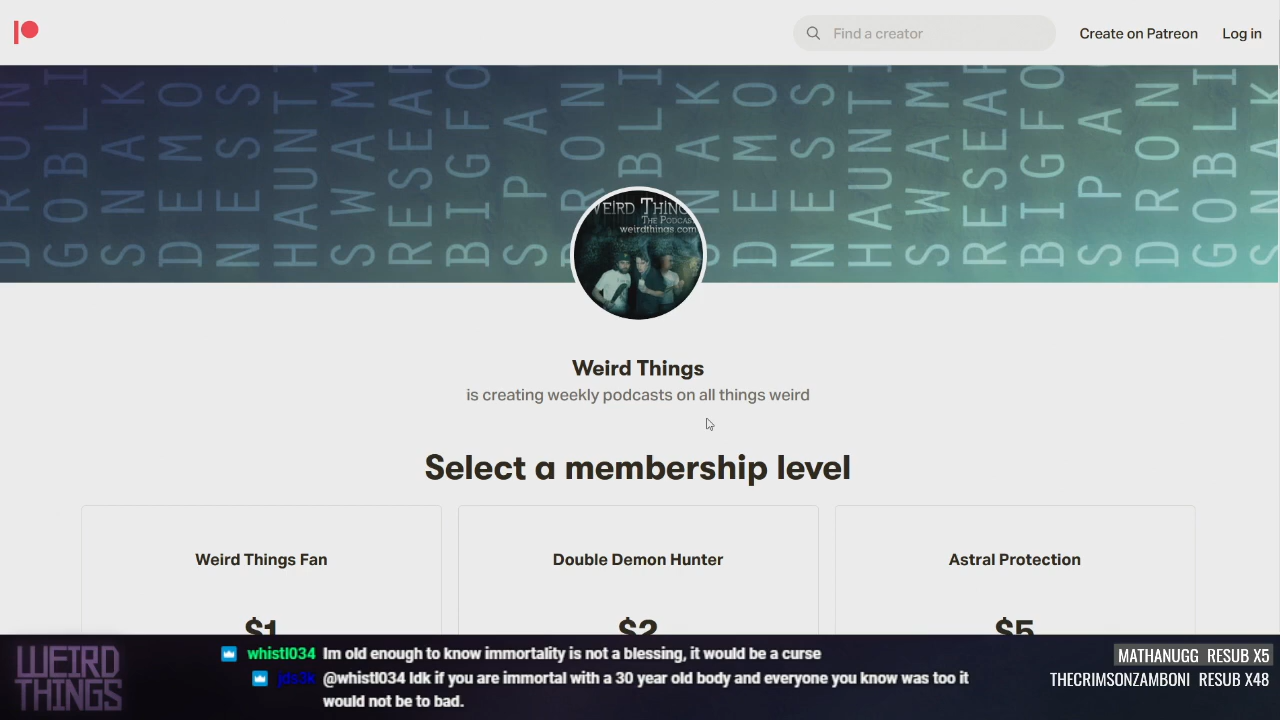 Find a creator
Create on Patreon
Log in
WEIRD THING
THE PODCAS
weirdthings.com
Weird Things
is creating weekly podcasts on all things weird
Select a membership level
Weird Things Fan
Double Demon Hunter
Astral Protection
$1
$2
$5
WEIRD
THINGS
whistl034 Im old enough to know immortality is not a blessing, it would be a curse
jds3k @whistl034 Idk if you are immortal with a 30 year old body and everyone you know was too it
would not be to bad.
MATHANUGG RESUB X5
THECRIMSONZAMBONI RESUB X48